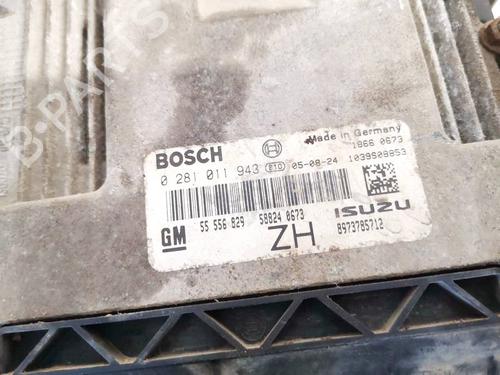 B-PARTS
BOSCH Made in Germany
1866 0673
0 281 011 943 E10 05-08-24 1039S08853
55 556 829 58824 0673
GM ZH ISUZU
8973785712